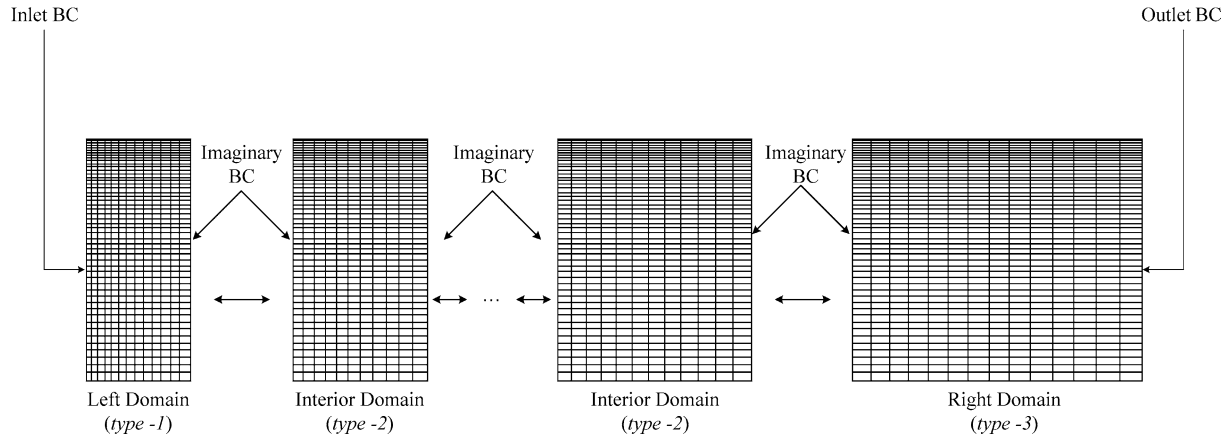 Inlet BC
Outlet BC
Imaginary
BC
Imaginary
BC
Imaginary
BC
...
Left Domain
(type -1)
Interior Domain
(type -2)
Interior Domain
(type -2)
Right Domain
(type -3)